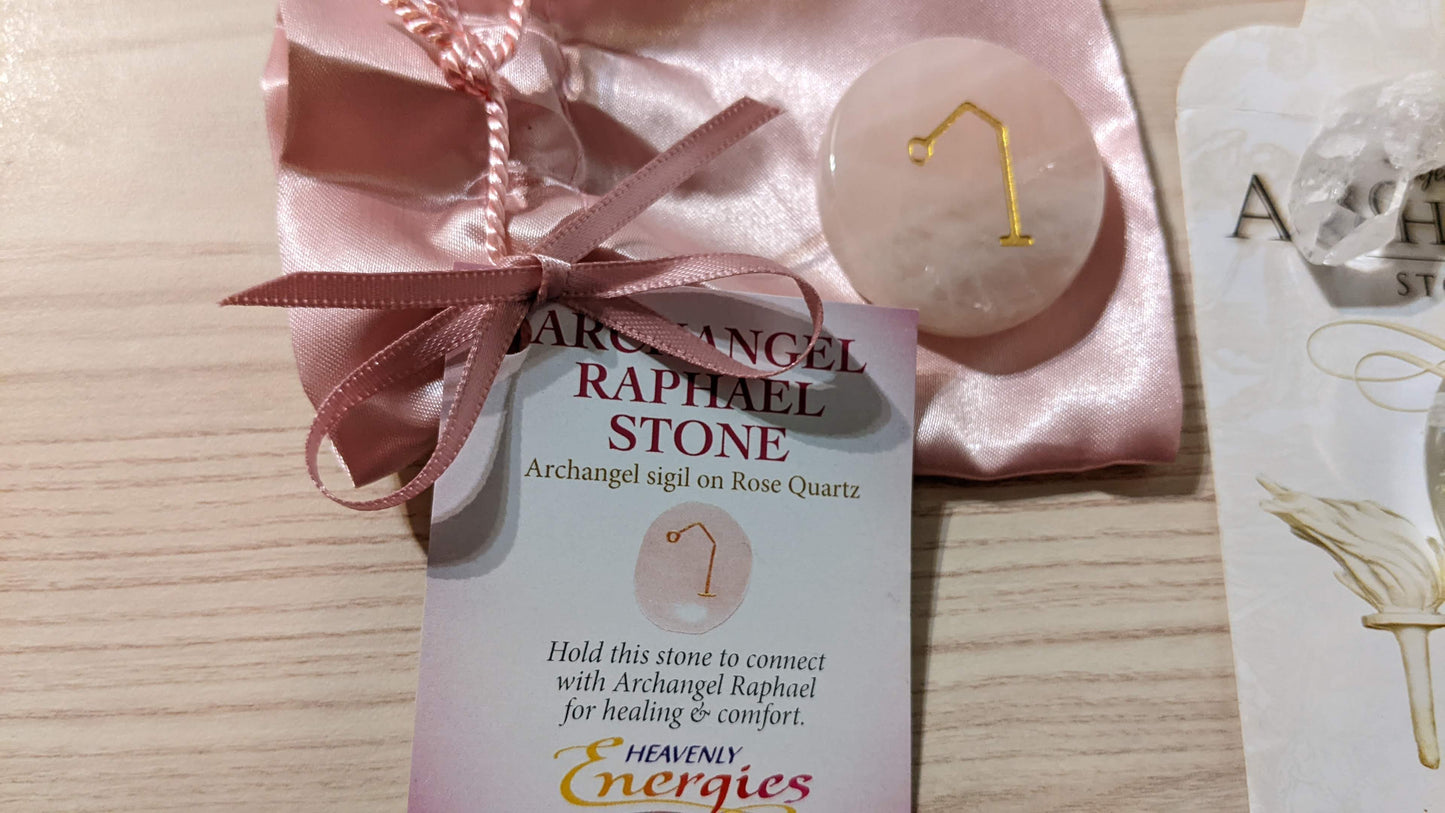 ARCHANGEL
RAPHAEL
STONE
Archangel sigil on Rose Quartz
Hold this stone to connect
with Archangel Raphael
for healing & comfort.
HEAVENLY
Energies